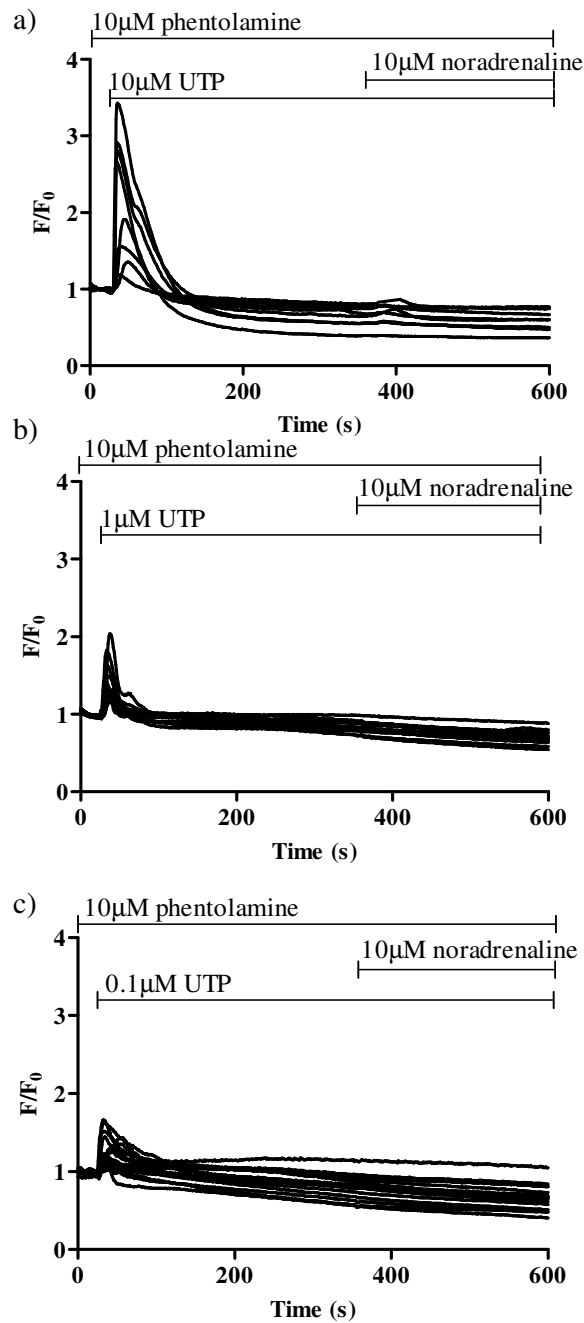 a)
10μM phentolamine
10μM noradrenaline
10μM UTP
4
3
2
1
0
F/F0
0 200 400 600
Time (s)
b)
10μM phentolamine
10μM noradrenaline
1μM UTP
4
3
2
1
0
F/F0
0 200 400 600
Time (s)
c)
10μM phentolamine
10μM noradrenaline
0.1μM UTP
4
3
2
1
0
F/F0
0 200 400 600
Time (s)